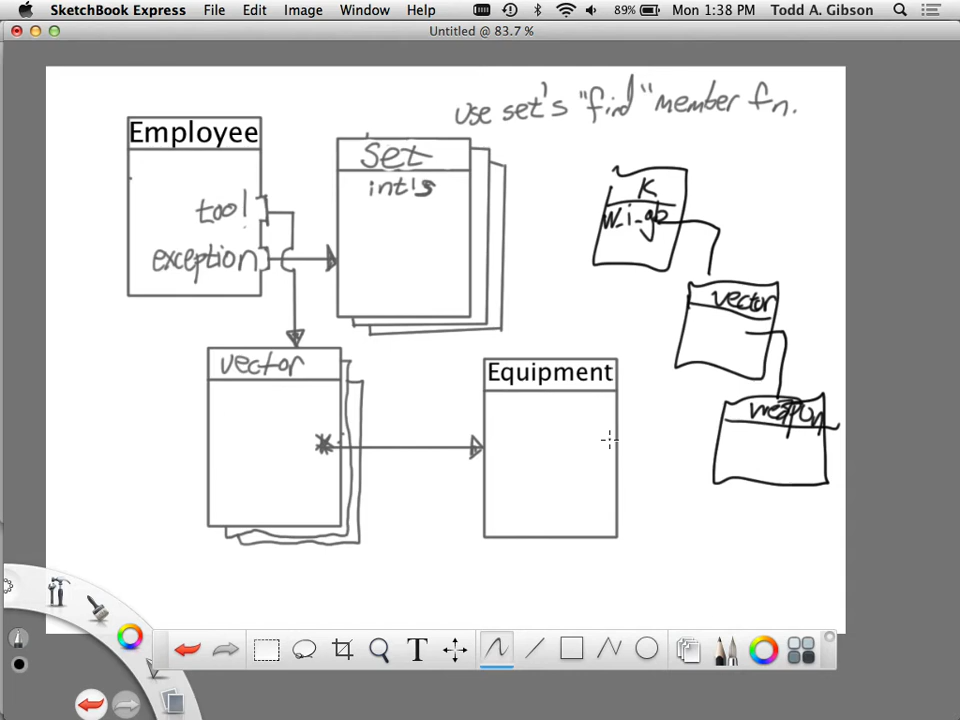 SketchBook Express File Edit Image Window Help 89% Mon 1:38 PM Todd A. Gibson
Untitled @ 83.7 %
use set's "find" member fn.
Employee
tool
exception
set
int's
K
vector
weapon
vector
*
Equipment
T